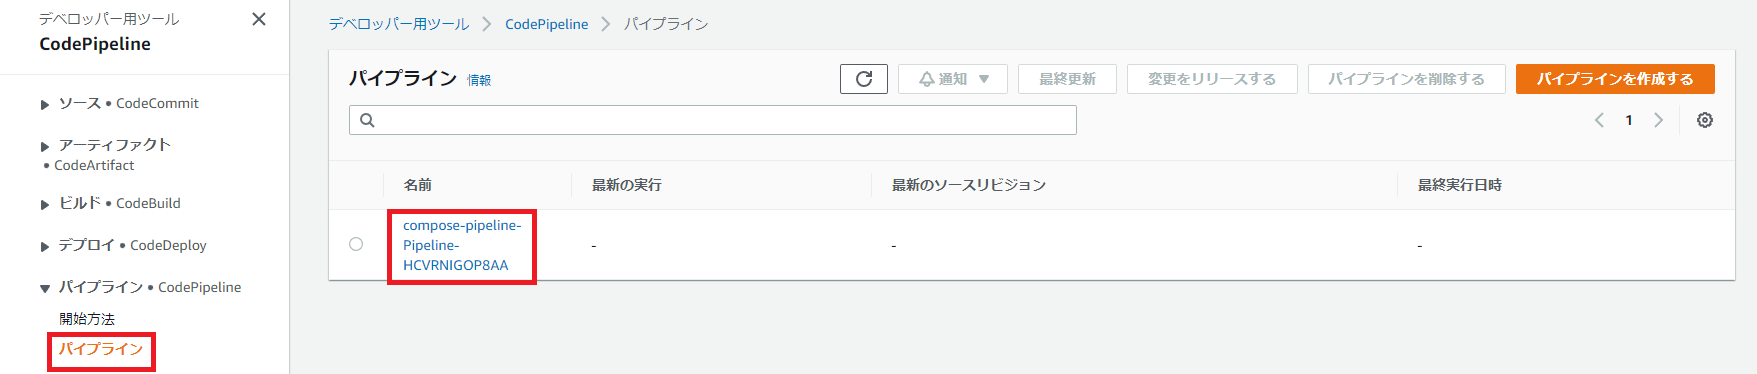 デベロッパー用ツール
CodePipeline
ソース • CodeCommit
アーティファクト
• CodeArtifact
ビルド • CodeBuild
デプロイ • CodeDeploy
パイプライン • CodePipeline
開始方法
パイプライン
デベロッパー用ツール > CodePipeline > パイプライン
パイプライン 情報
通知
最終更新
変更をリリースする
パイプラインを削除する
パイプラインを作成する
1
名前 最新の実行 最新のソースリビジョン 最終実行日時
compose-pipeline-
Pipeline-
HCVRNIGOP8AA
- - -